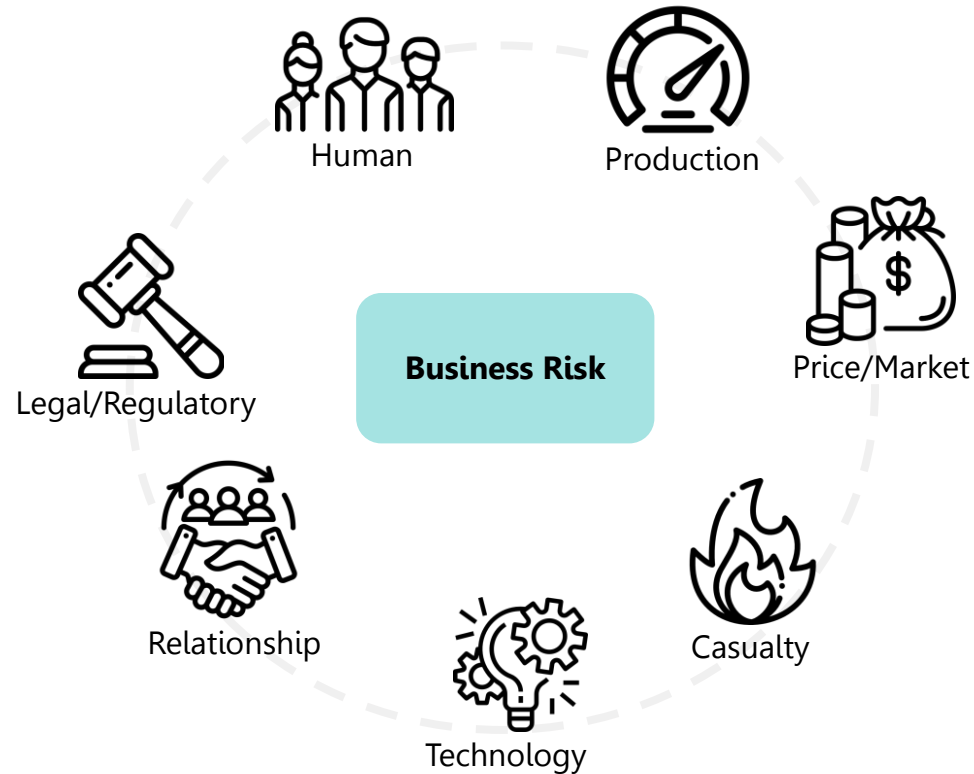 Human
Production
$
Price/Market
Legal/Regulatory
Business Risk
Relationship
Casualty
Technology